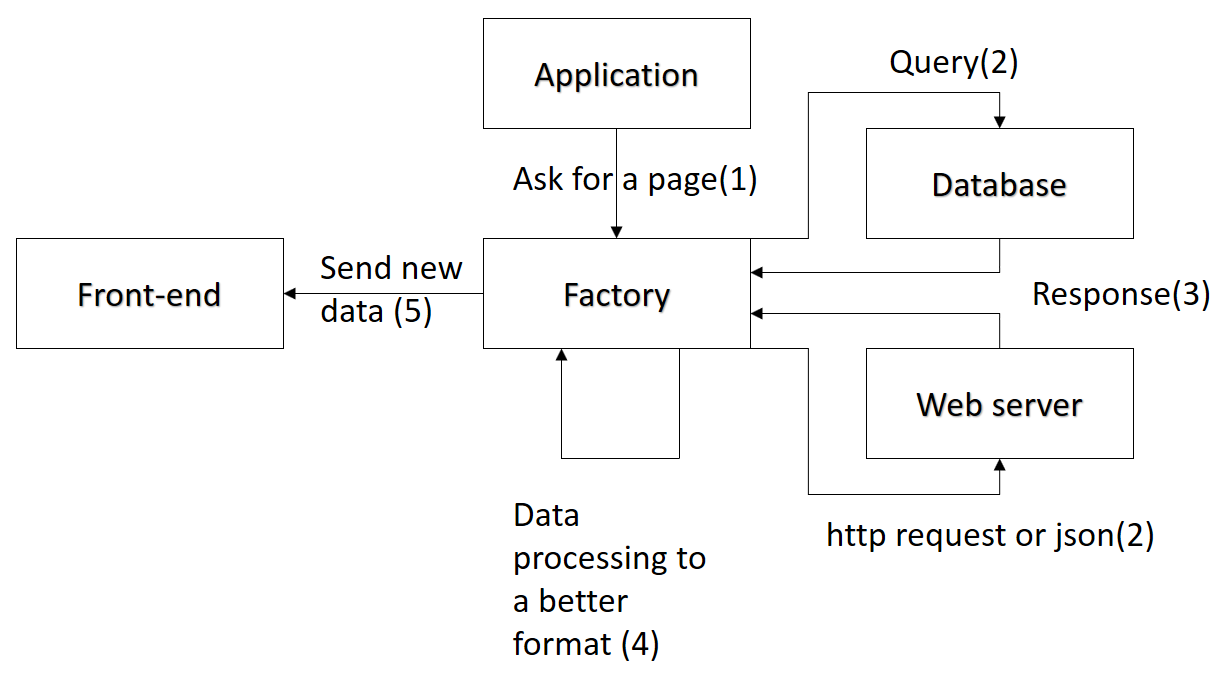 Application
Query(2)
Ask for a page(1)
Database
Front-end
Send new
data (5)
Factory
Response(3)
Web server
Data
processing to
a better
format (4)
http request or json(2)